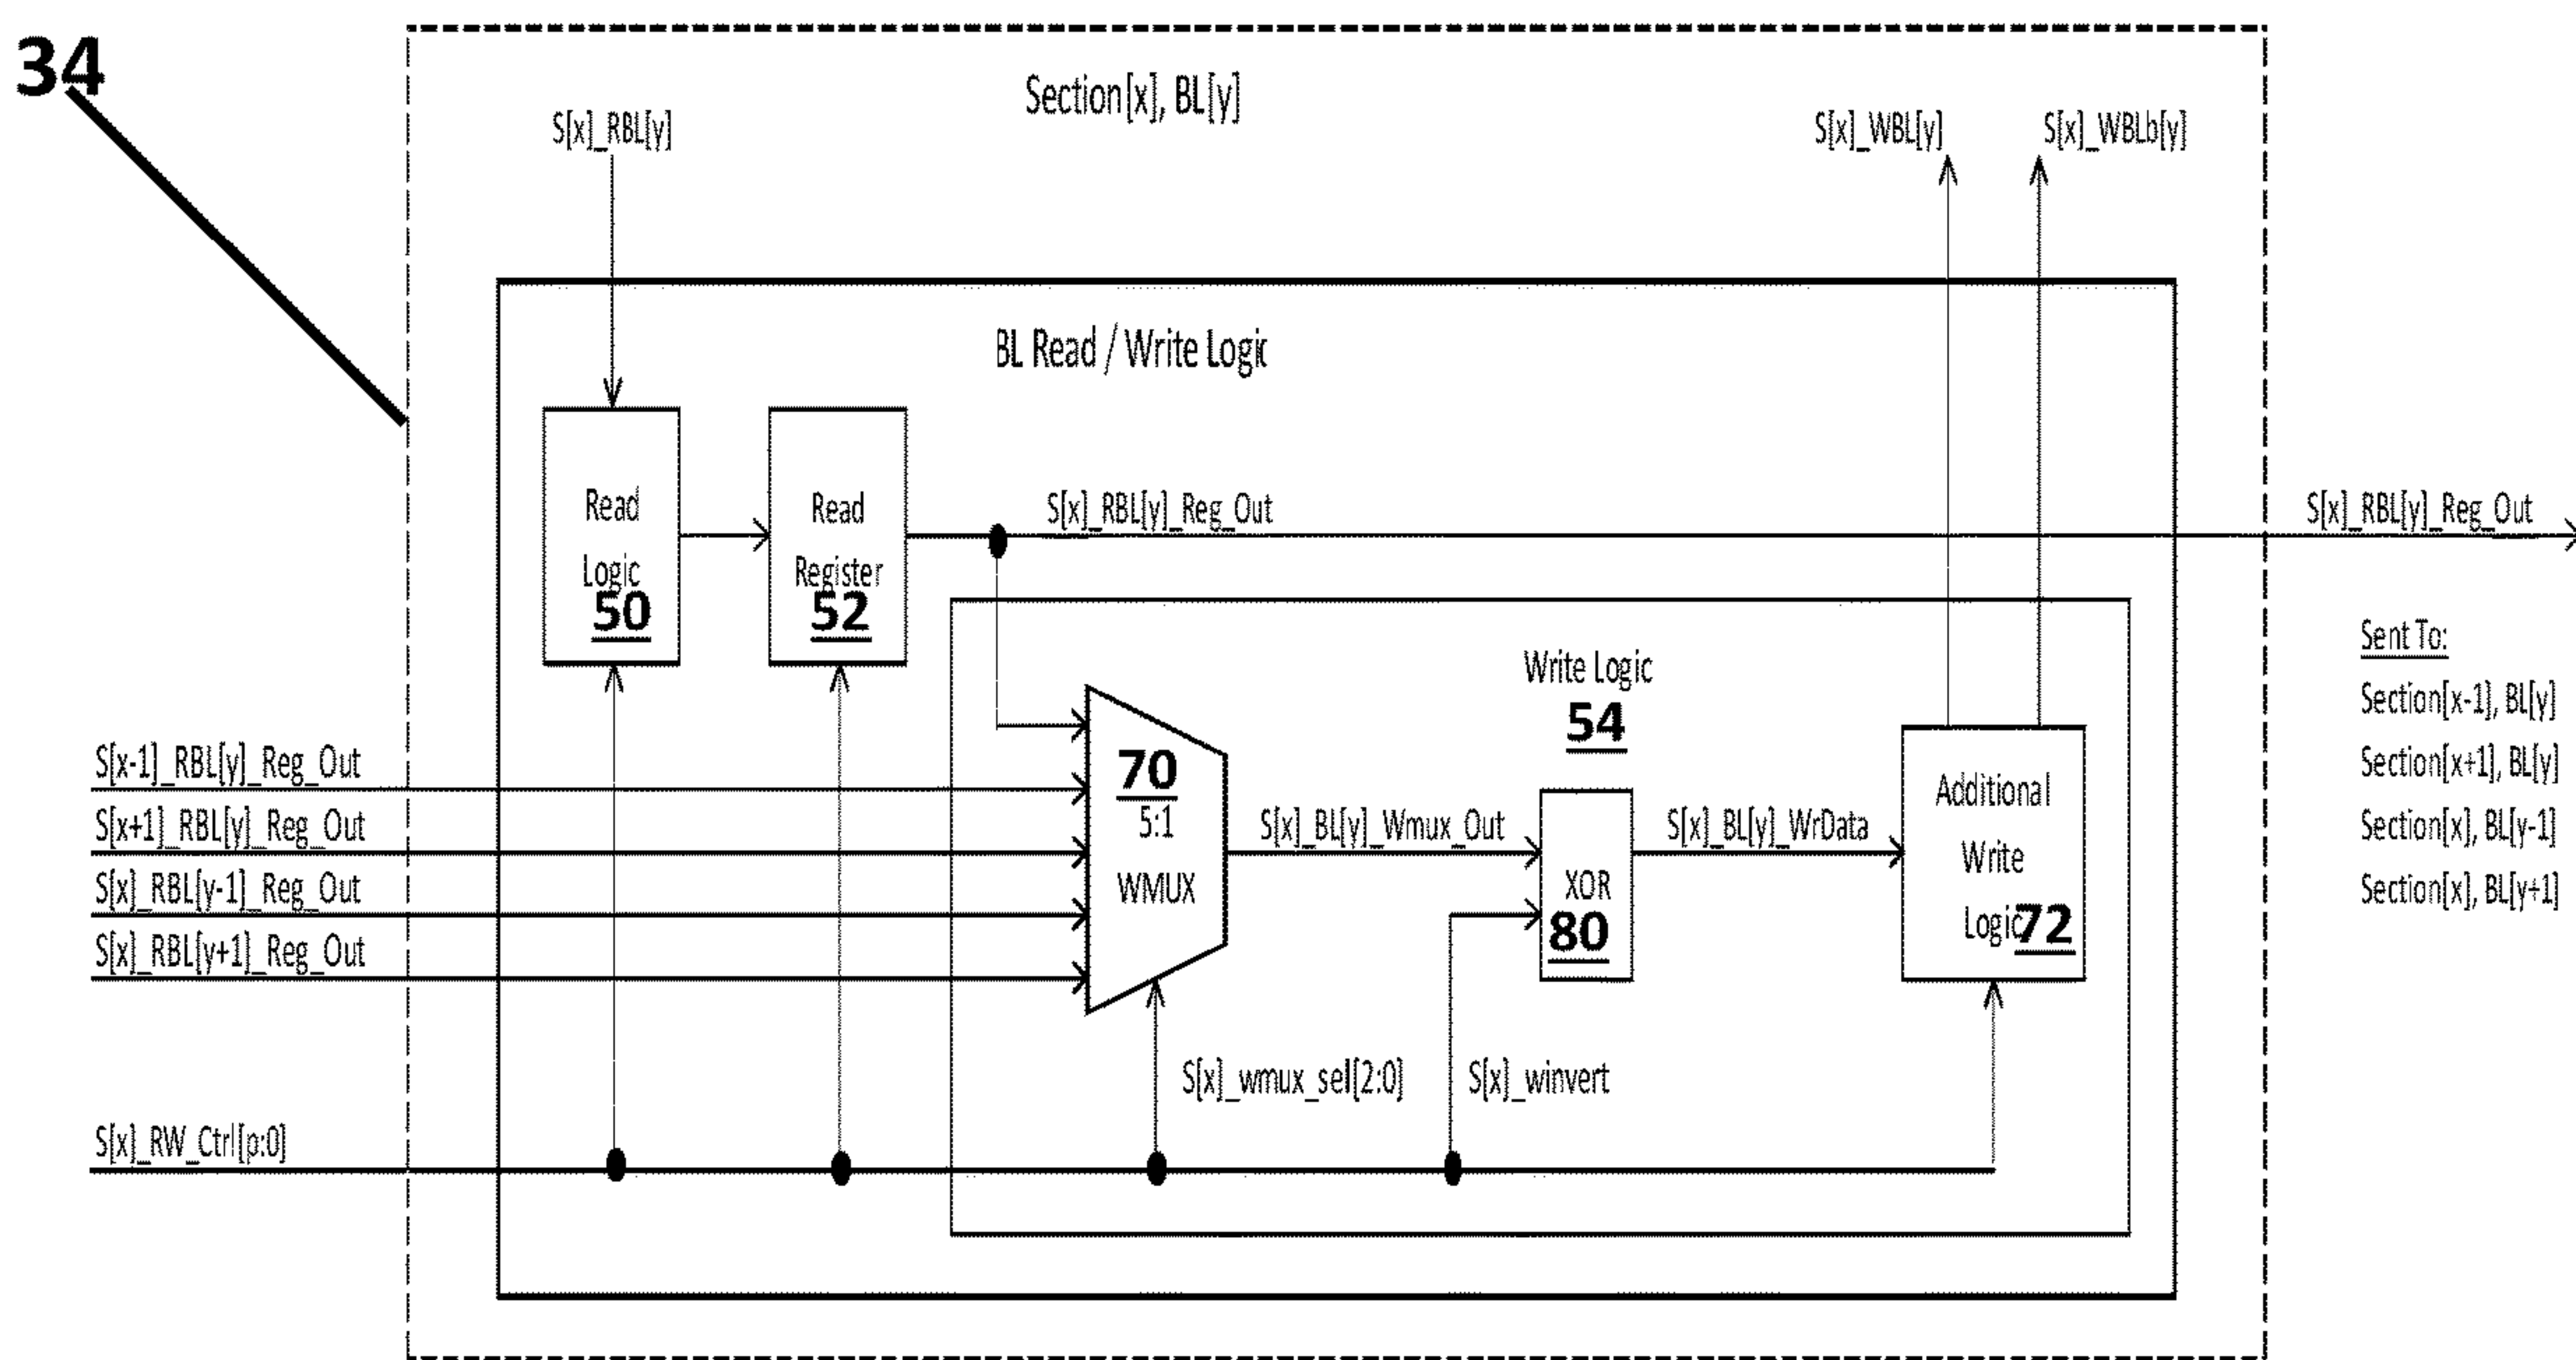 34
Section[x], BL[y]
S[x]_RBL[y]
S[x]_WBL[y]
S[x]_WBLb[y]
BL Read / Write Logic
Read
Logic
50
Read
Register
52
S[x]_RBL[y]_Reg_Out
S[x]_RBL[y]_Reg_Out
Sent To:
Section[x-1], BL[y]
Section[x+1], BL[y]
Section[x], BL[y-1]
Section[x], BL[y+1]
Write Logic
54
S[x-1]_RBL[y]_Reg_Out
S[x+1]_RBL[y]_Reg_Out
S[x]_RBL[y-1]_Reg_Out
S[x]_RBL[y+1]_Reg_Out
70
5:1
WMUX
S[x]_BL[y]_Wmux_Out
XOR
80
S[x]_BL[y]_WrData
Additional
Write
Logic
72
S[x]_wmux_sel[2:0]
S[x]_winvert
S[x]_RW_Ctrl[p:0]